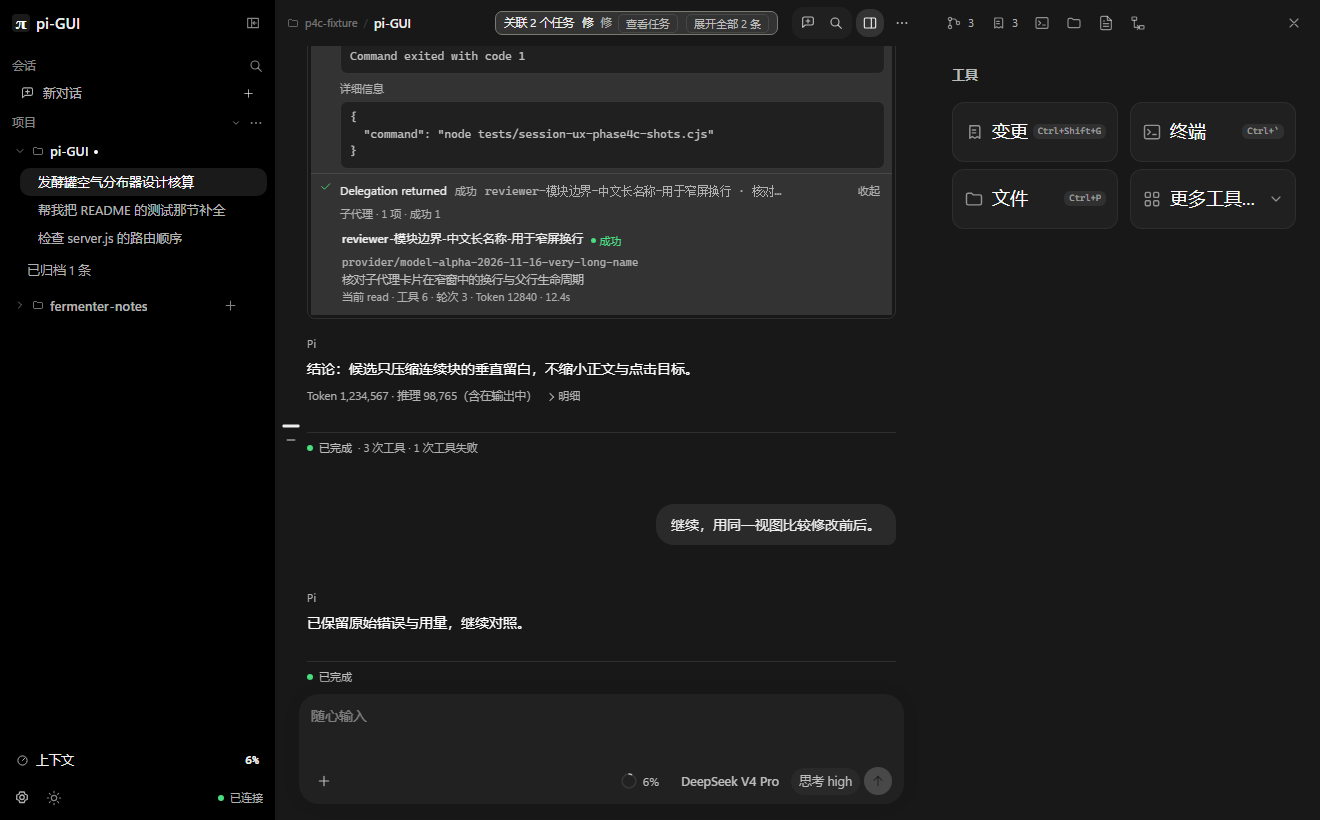 π pi-GUI
会话
新对话
项目
pi-GUI
发酵罐空气分布器设计核算
帮我把 README 的测试那节补全
检查 server.js 的路由顺序
已归档 1 条
fermenter-notes
上下文 6%
已连接
p4c-fixture / pi-GUI
关联 2 个任务 修 修 查看任务 展开全部 2 条
Command exited with code 1
详细信息
{
"command": "node tests/session-ux-phase4c-shots.cjs"
}
Delegation returned 成功 reviewer-模块边界-中文长名称-用于窄屏换行 · 核对… 收起
子代理 · 1 项 · 成功 1
reviewer-模块边界-中文长名称-用于窄屏换行 成功
provider/model-alpha-2026-11-16-very-long-name
核对子代理卡片在窄窗中的换行与父行生命周期
当前 read · 工具 6 · 轮次 3 · Token 12840 · 12.4s
Pi
结论：候选只压缩连续块的垂直留白，不缩小正文与点击目标。
Token 1,234,567 · 推理 98,765（含在输出中） 明细
已完成 · 3 次工具 · 1 次工具失败
继续，用同一视图比较修改前后。
Pi
已保留原始错误与用量，继续对照。
已完成
随心输入
6% DeepSeek V4 Pro 思考 high
3 3
工具
变更 Ctrl+Shift+G
终端 Ctrl+`
文件 Ctrl+P
更多工具...